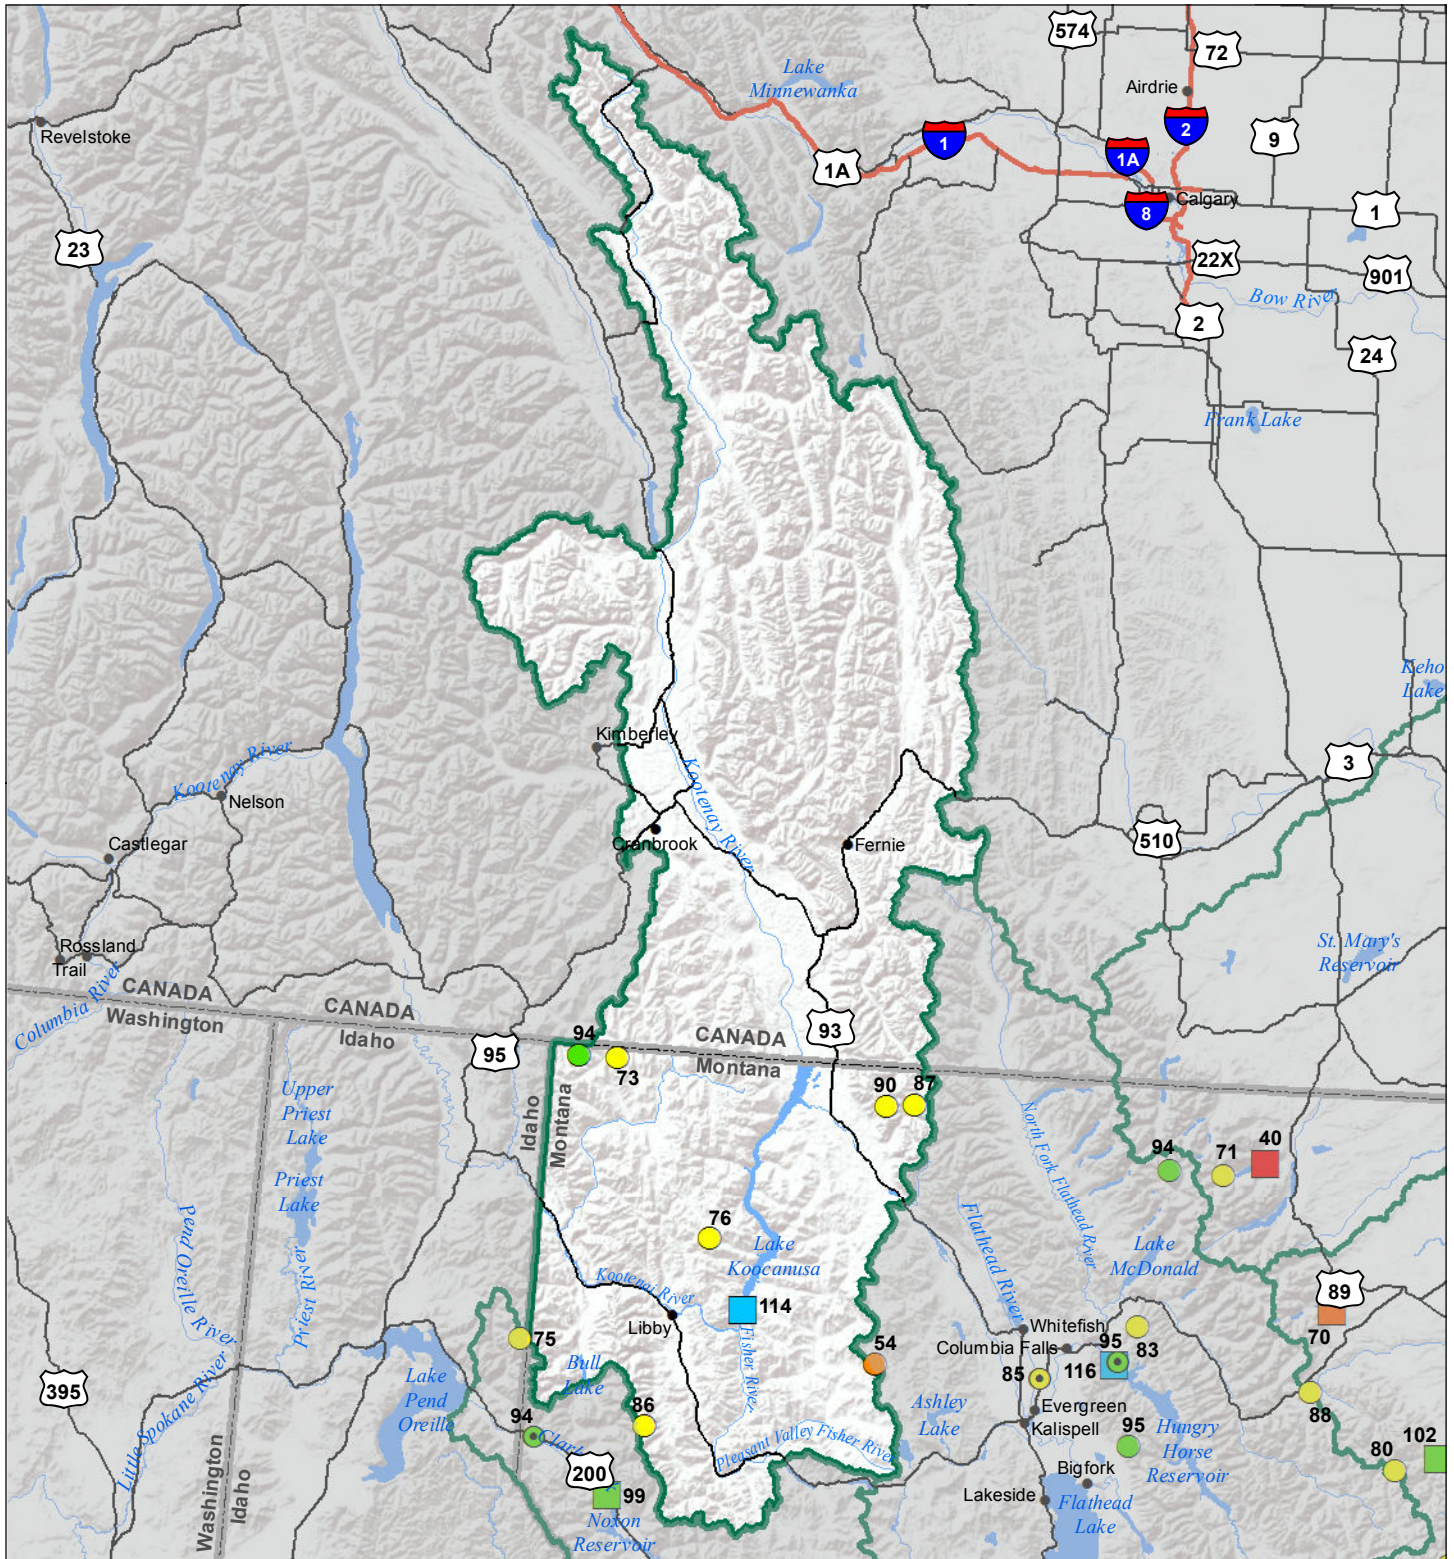 574
72
Lake
Minnewanka
Airdrie
Revelstoke
2
9
1
1A
1A
Calgary
8
1
23
22X
901
Bow River
2
24
Frank Lake
Keho
Lake
Kimberley
3
Kootenay River
Kootenay River
Nelson
Castlegar
Cranbrook
Fernie
510
Rossland
Trail
St. Mary's
Reservoir
Columbia River
CANADA
Washington
CANADA
Idaho
95
94
73
CANADA
Montana
93
Idaho
Montana
90
87
Upper
Priest
Lake
Priest
Lake
North Fork Flathead River
94
71
40
Pend Oreille River
Priest River
76
Lake
Koocanusa
Flathead River
Lake
McDonald
Kootenai River
Libby
114
Fisher River
89
70
75
Bull
Lake
54
Whitefish
Columbia Falls
95
83
116
85
395
Lake
Pend
Oreille
Little Spokane River
86
Ashley
Lake
Evergreen
Kalispell
88
94
Clark
200
99
Noxon
Reservoir
Pleasant Valley Fisher River
95
Hungry
Horse
Reservoir
80
102
Bigfork
Lakeside
Flathead
Lake
Washington
Idaho